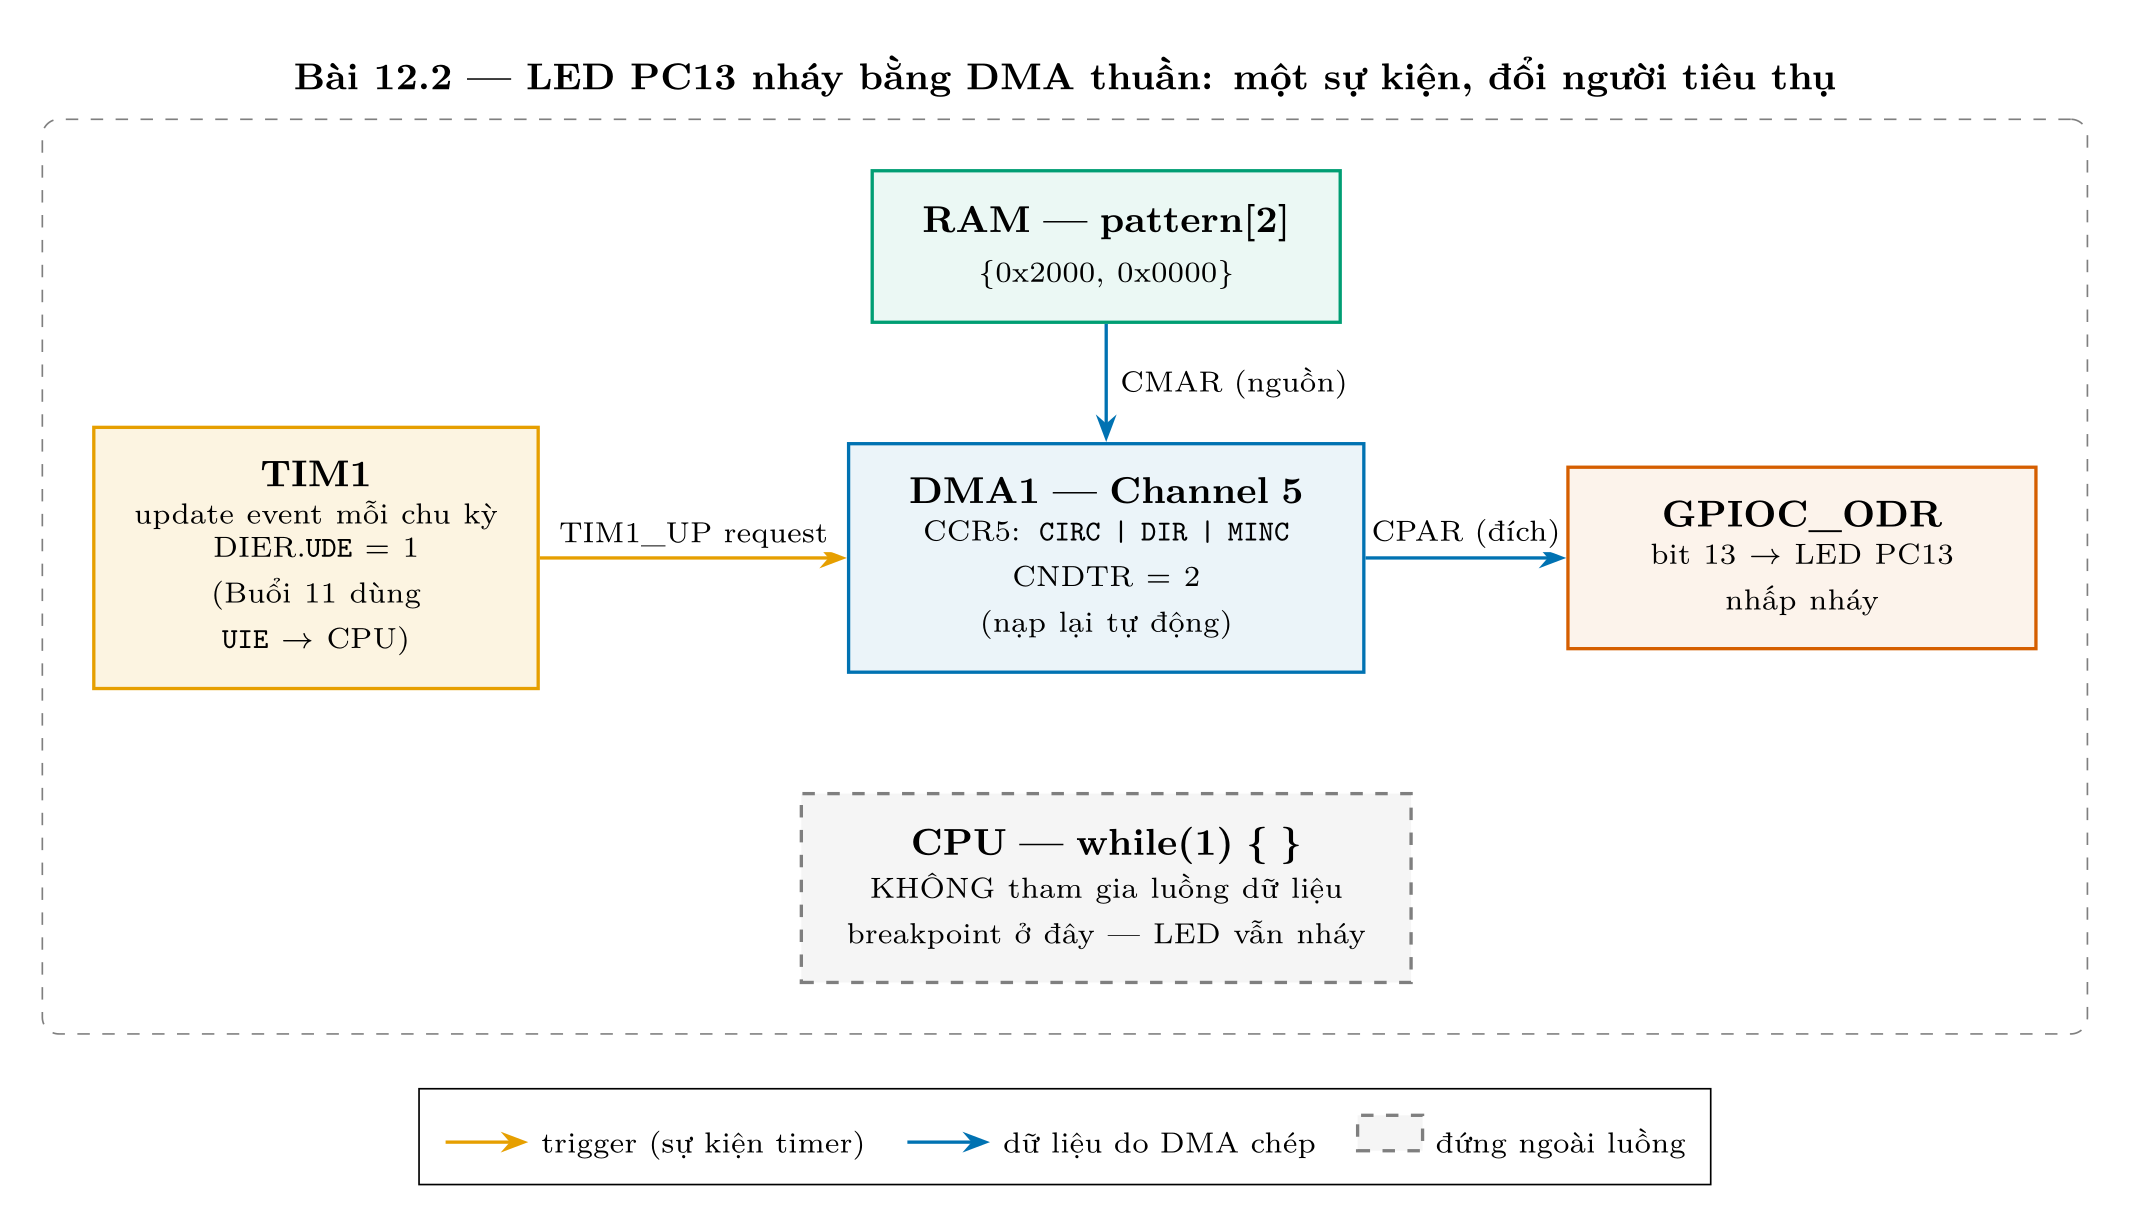 Bài 12.2 — LED PC13 nháy bằng DMA thuần: một sự kiện, đổi người tiêu thụ
RAM — pattern[2]
{0x2000, 0x0000}
CMAR (nguồn)
TIM1
update event mỗi chu kỳ
DIER.UDE = 1
(Buổi 11 dùng
UIE → CPU)
TIM1_UP request
DMA1 — Channel 5
CCR5: CIRC | DIR | MINC
CNDTR = 2
(nạp lại tự động)
CPAR (đích)
GPIOC_ODR
bit 13 → LED PC13
nhấp nháy
CPU — while(1) { }
KHÔNG tham gia luồng dữ liệu
breakpoint ở đây — LED vẫn nháy
trigger (sự kiện timer)
dữ liệu do DMA chép
đứng ngoài luồng